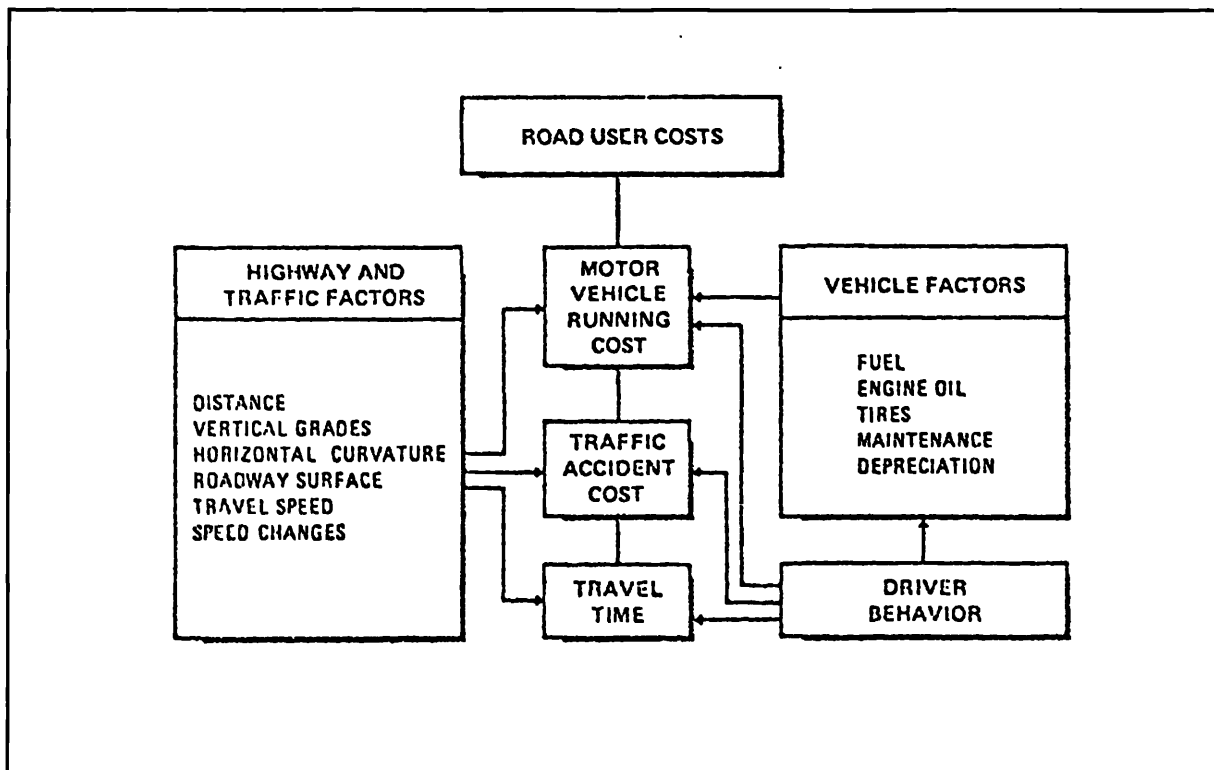 ROAD USER COSTS
HIGHWAY AND
TRAFFIC FACTORS
DISTANCE
VERTICAL GRADES
HORIZONTAL CURVATURE
ROADWAY SURFACE
TRAVEL SPEED
SPEED CHANGES
MOTOR
VEHICLE
RUNNING
COST
TRAFFIC
ACCIDENT
COST
TRAVEL
TIME
VEHICLE FACTORS
FUEL
ENGINE OIL
TIRES
MAINTENANCE
DEPRECIATION
DRIVER
BEHAVIOR